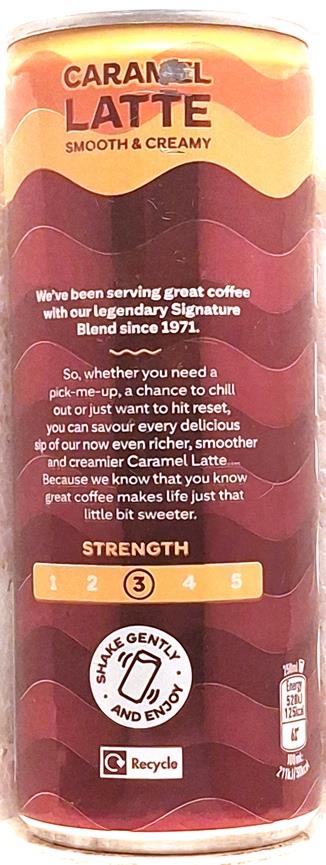 CARAMEL
LATTE
SMOOTH & CREAMY
We've been serving great coffee
with our legendary Signature
Blend since 1971.
So, whether you need a
pick-me-up, a chance to chill
out or just want to hit reset,
you can savour every delicious
sip of our now even richer, smoother
and creamier Caramel Latte...
Because we know that you know
great coffee makes life just that
little bit sweeter.
STRENGTH
1 2 3 4 5
SHAKE GENTLY
· AND ENJOY ·
Recycle
250ml
Energy
528kJ
125kcal
100ml: